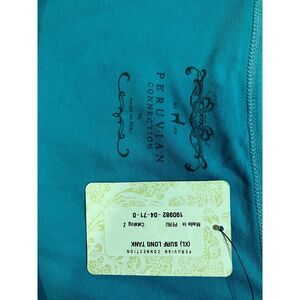 PERUVIAN
CONNECTION
XL
MADE IN PERU
PERUVIAN CONNECTION
(XL) SURF LONG TANK
Made in PERU Catalog Z
190982 - 04 - 71 - 0